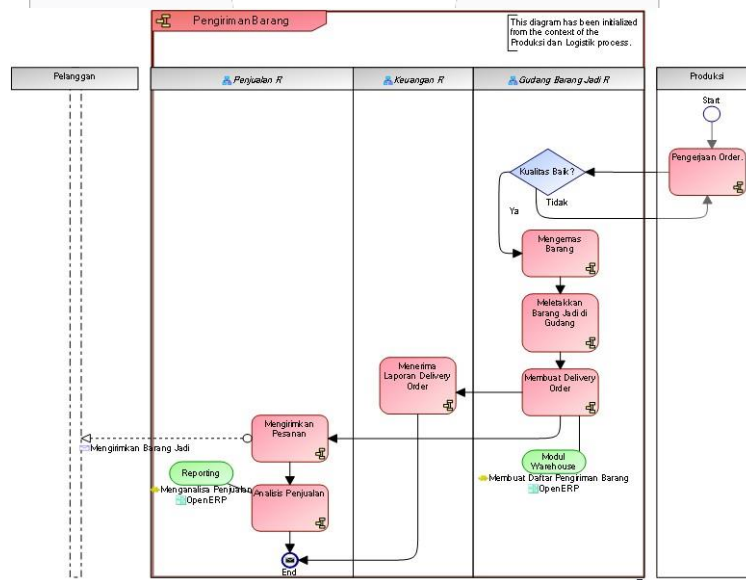 Pengiriman Barang
This diagram has been initialized
from the context of the
Produksi dan Logistik process.
Pelanggan
Penjualan R
Keuangan R
Gudang Barang Jadi R
Produksi
Start
Pengerjaan Order.
Kualitas Baik?
Tidak
Ya
Mengemas
Barang
Meletakkan
Barang Jadi di
Gudang
Menerima
Laporan Delivery
Order
Membuat Delivery
Order
Mengirimkan
Pesanan
Mengirimkan Barang Jadi
Modul
Warehouse
Membuat Daftar Pengiriman Barang
OpenERP
Reporting
Menganalisa Penjualan
OpenERP
Analisis Penjualan
End